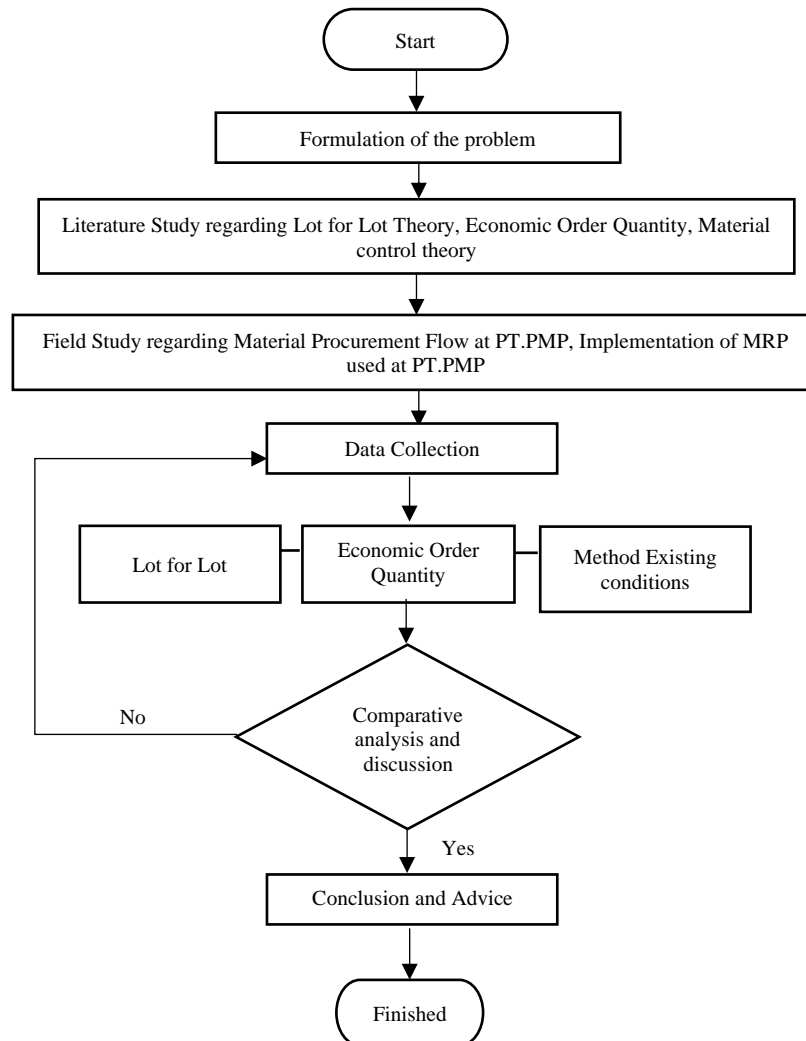 Start
Formulation of the problem
Literature Study regarding Lot for Lot Theory, Economic Order Quantity, Material
control theory
Field Study regarding Material Procurement Flow at PT.PMP, Implementation of MRP
used at PT.PMP
Data Collection
Lot for Lot
Economic Order
Quantity
Method Existing
conditions
No
Comparative
analysis and
discussion
Yes
Conclusion and Advice
Finished